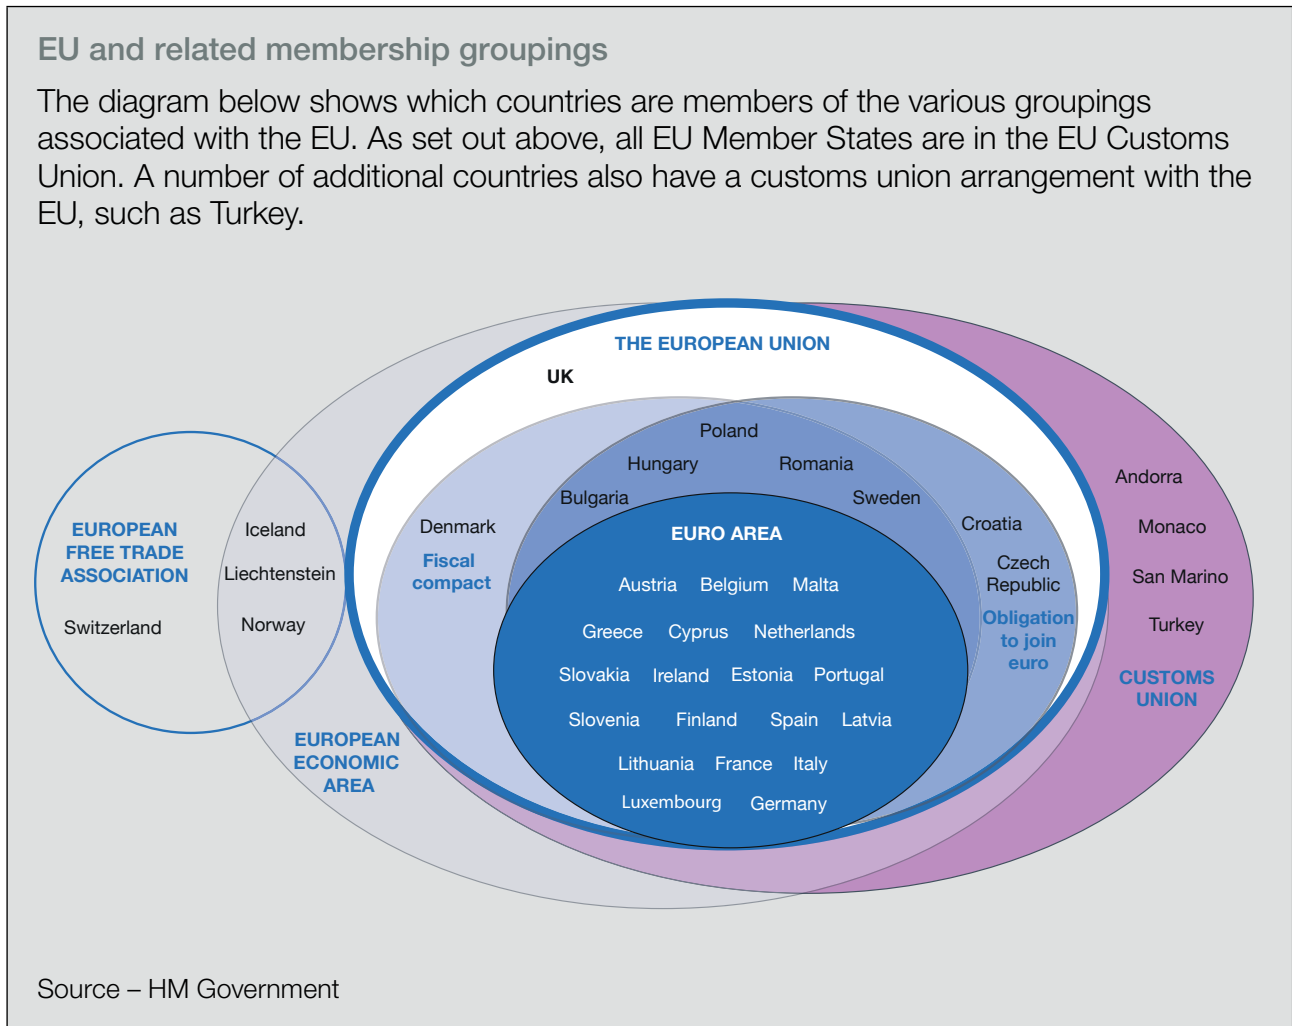 EU and related membership groupings
The diagram below shows which countries are members of the various groupings
associated with the EU. As set out above, all EU Member States are in the EU Customs
Union. A number of additional countries also have a customs union arrangement with the
EU, such as Turkey.
THE EUROPEAN UNION
UK
EUROPEAN
FREE TRADE
ASSOCIATION
Switzerland
Iceland
Liechtenstein
Norway
EUROPEAN
ECONOMIC
AREA
Denmark
Fiscal
compact
Poland
Hungary Romania
Bulgaria Sweden
Croatia
Czech
Republic
Obligation
to join
euro
EURO AREA
Austria Belgium Malta
Greece Cyprus Netherlands
Slovakia Ireland Estonia Portugal
Slovenia Finland Spain Latvia
Lithuania France Italy
Luxembourg Germany
Andorra
Monaco
San Marino
Turkey
CUSTOMS
UNION
Source – HM Government